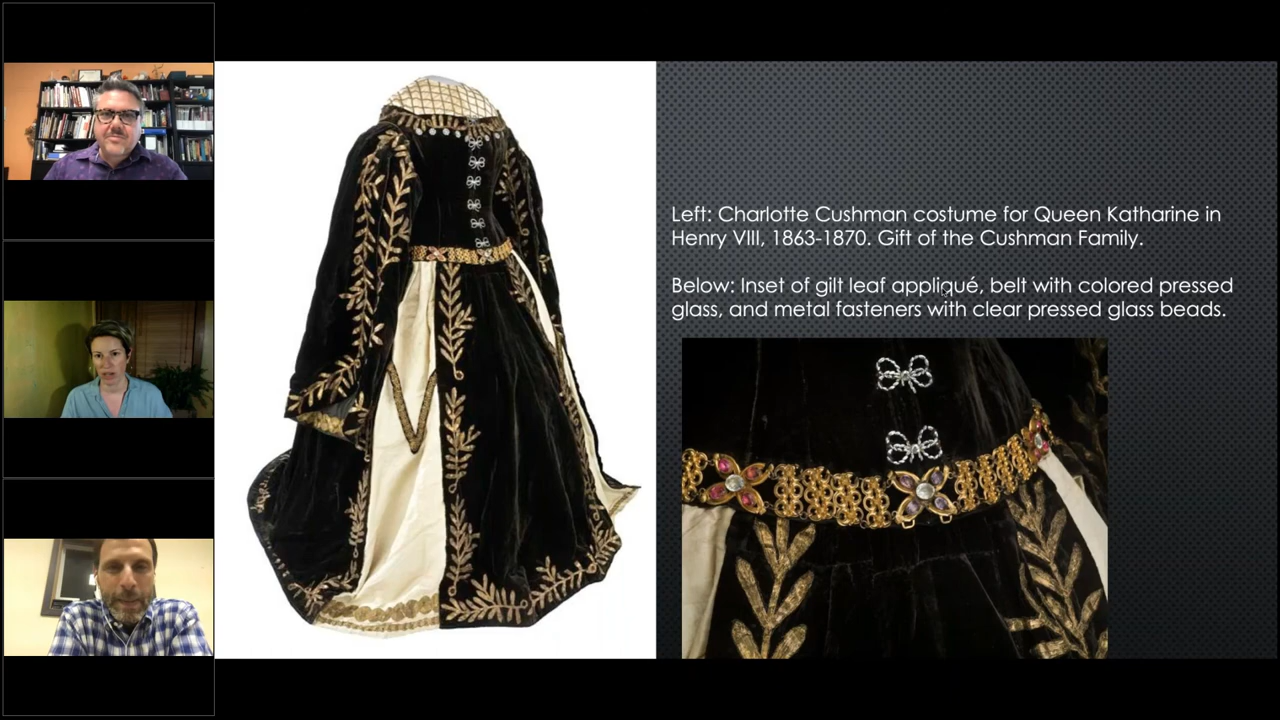 Left: Charlotte Cushman costume for Queen Katharine in
Henry VIII, 1863-1870. Gift of the Cushman Family.
Below: Inset of gilt leaf appliqué, belt with colored pressed
glass, and metal fasteners with clear pressed glass beads.